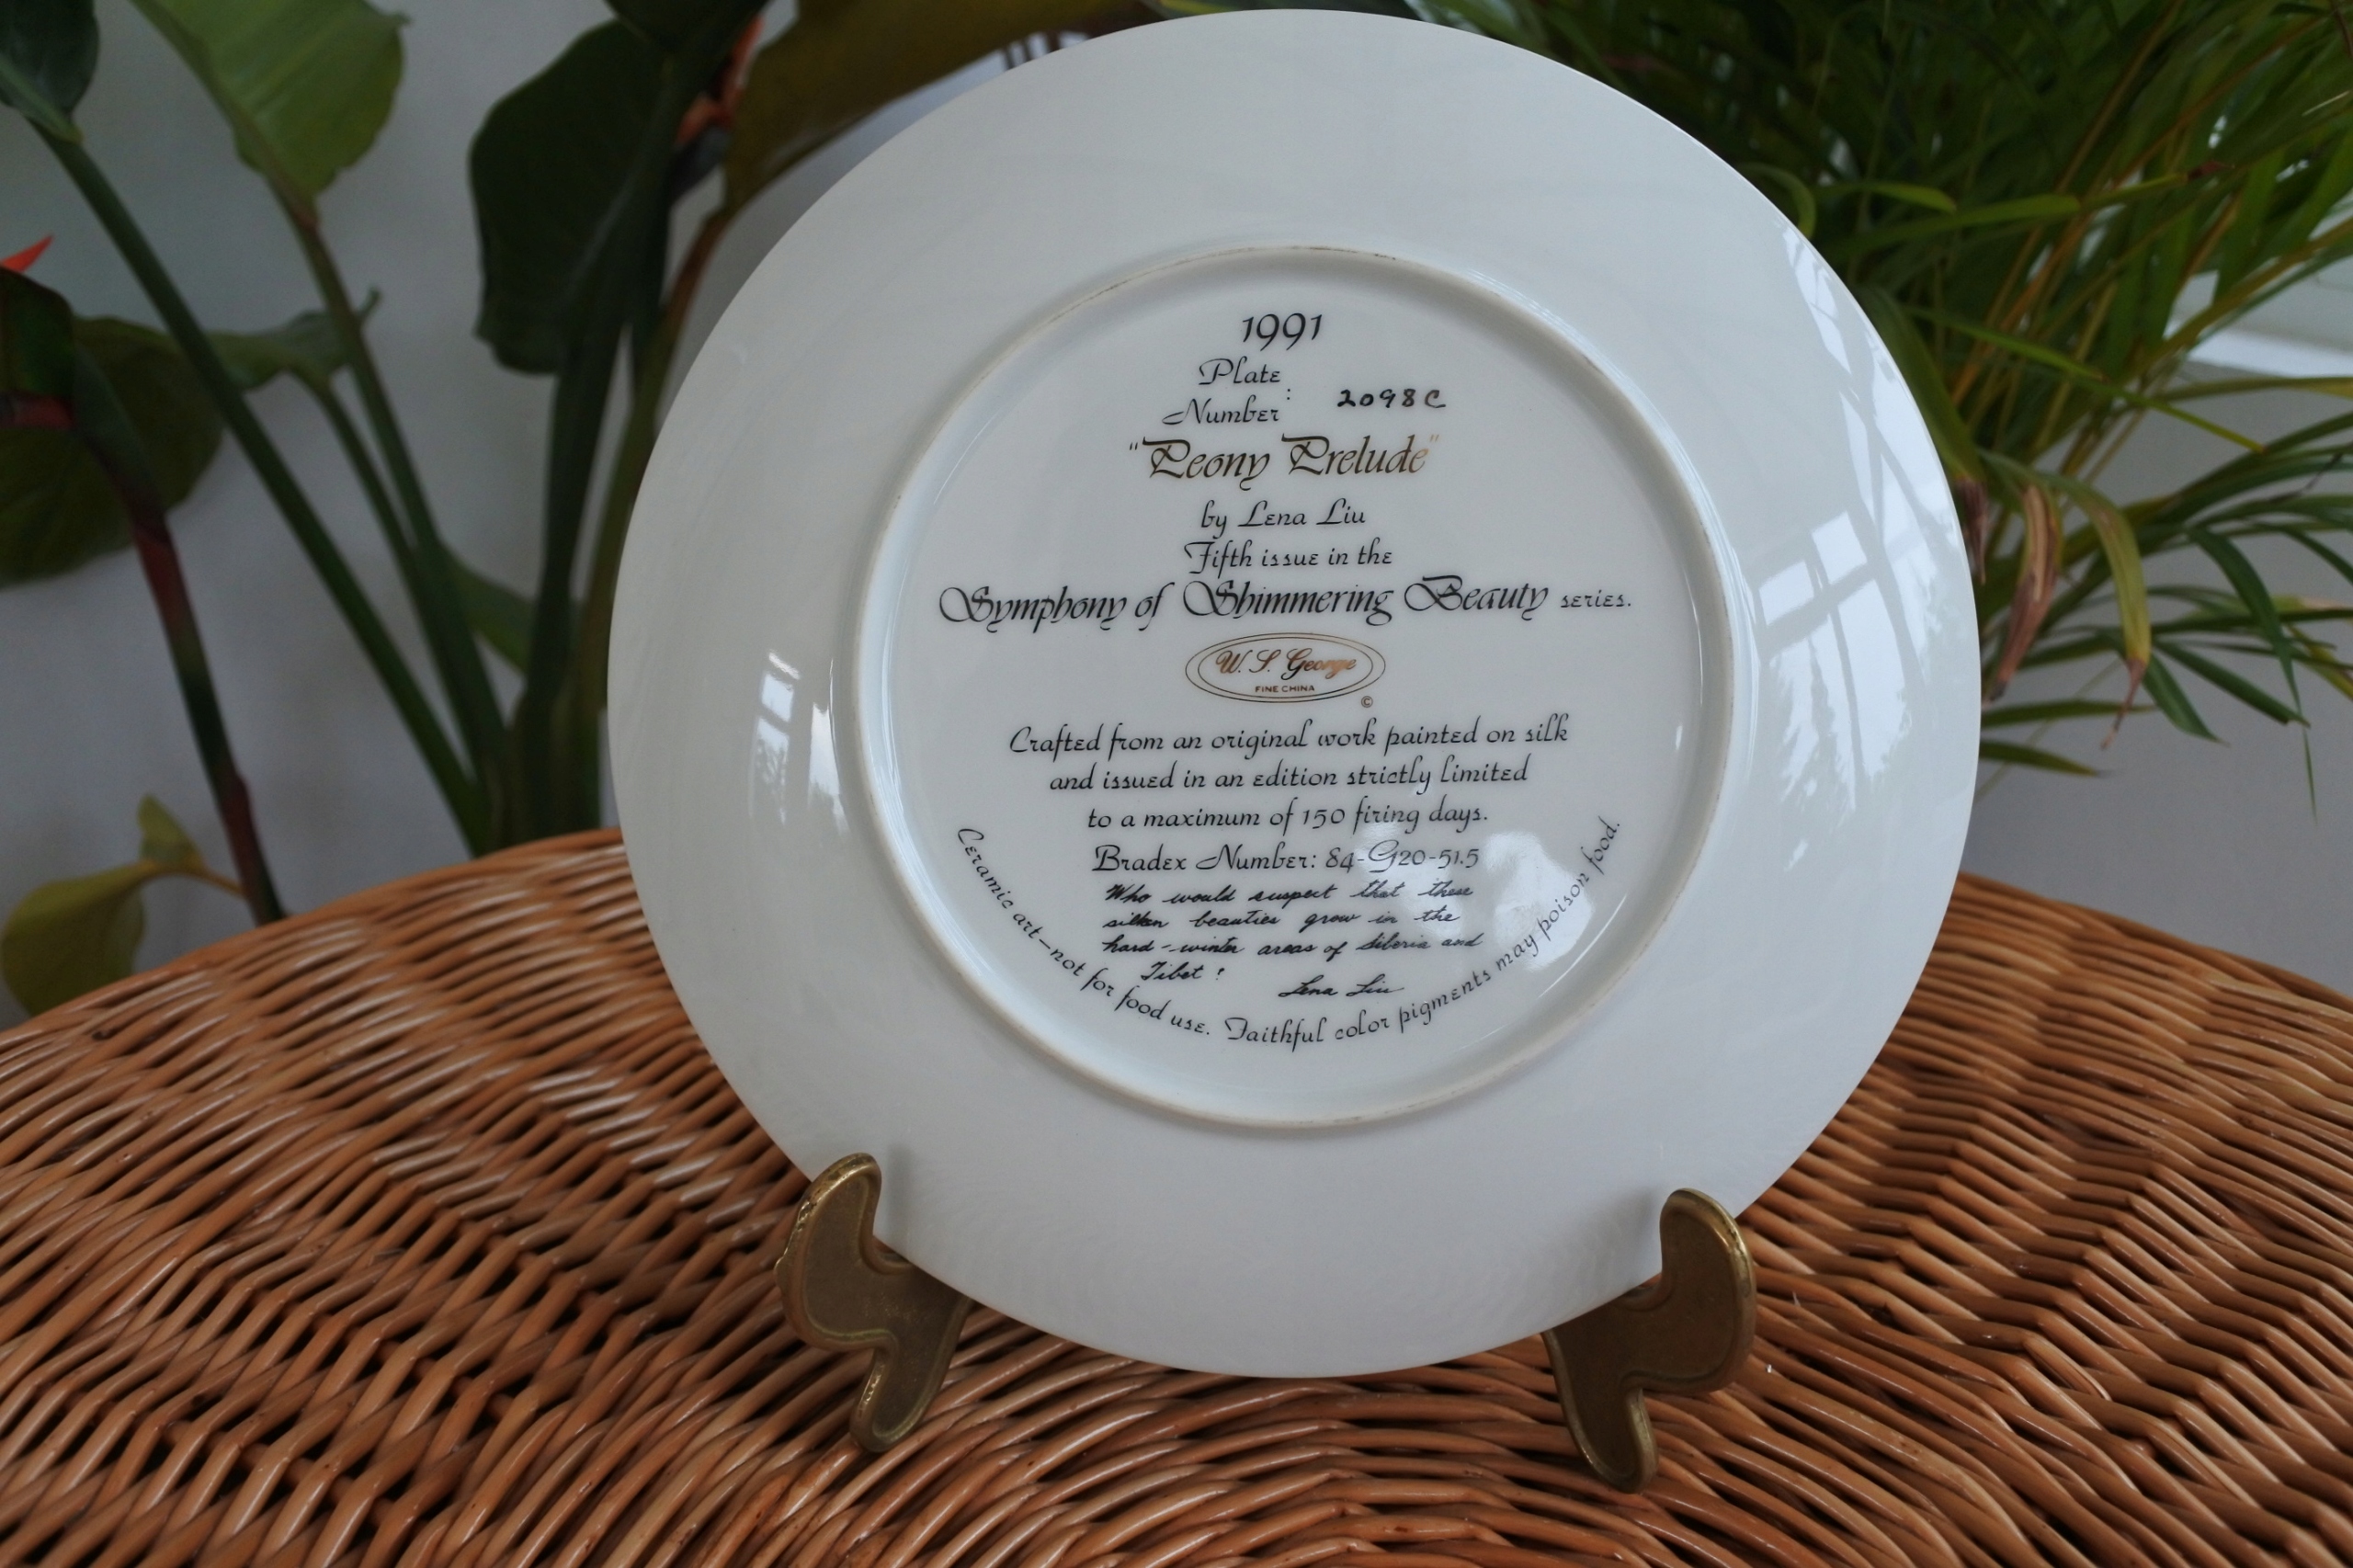 1991
Plate
Number : 2098C
"Peony Prelude"
by Lena Liu
Fifth issue in the
Symphony of Shimmering Beauty series.
W. S. George
FINE CHINA
©
Crafted from an original work painted on silk
and issued in an edition strictly limited
to a maximum of 150 firing days.
Bradex Number: 84-G20-51.5
Who would suspect that these
silken beauties grow in the
hard-winter areas of Siberia and
Tibet!
Lena Liu
Ceramic art—not for food use. Faithful color pigments may poison food.